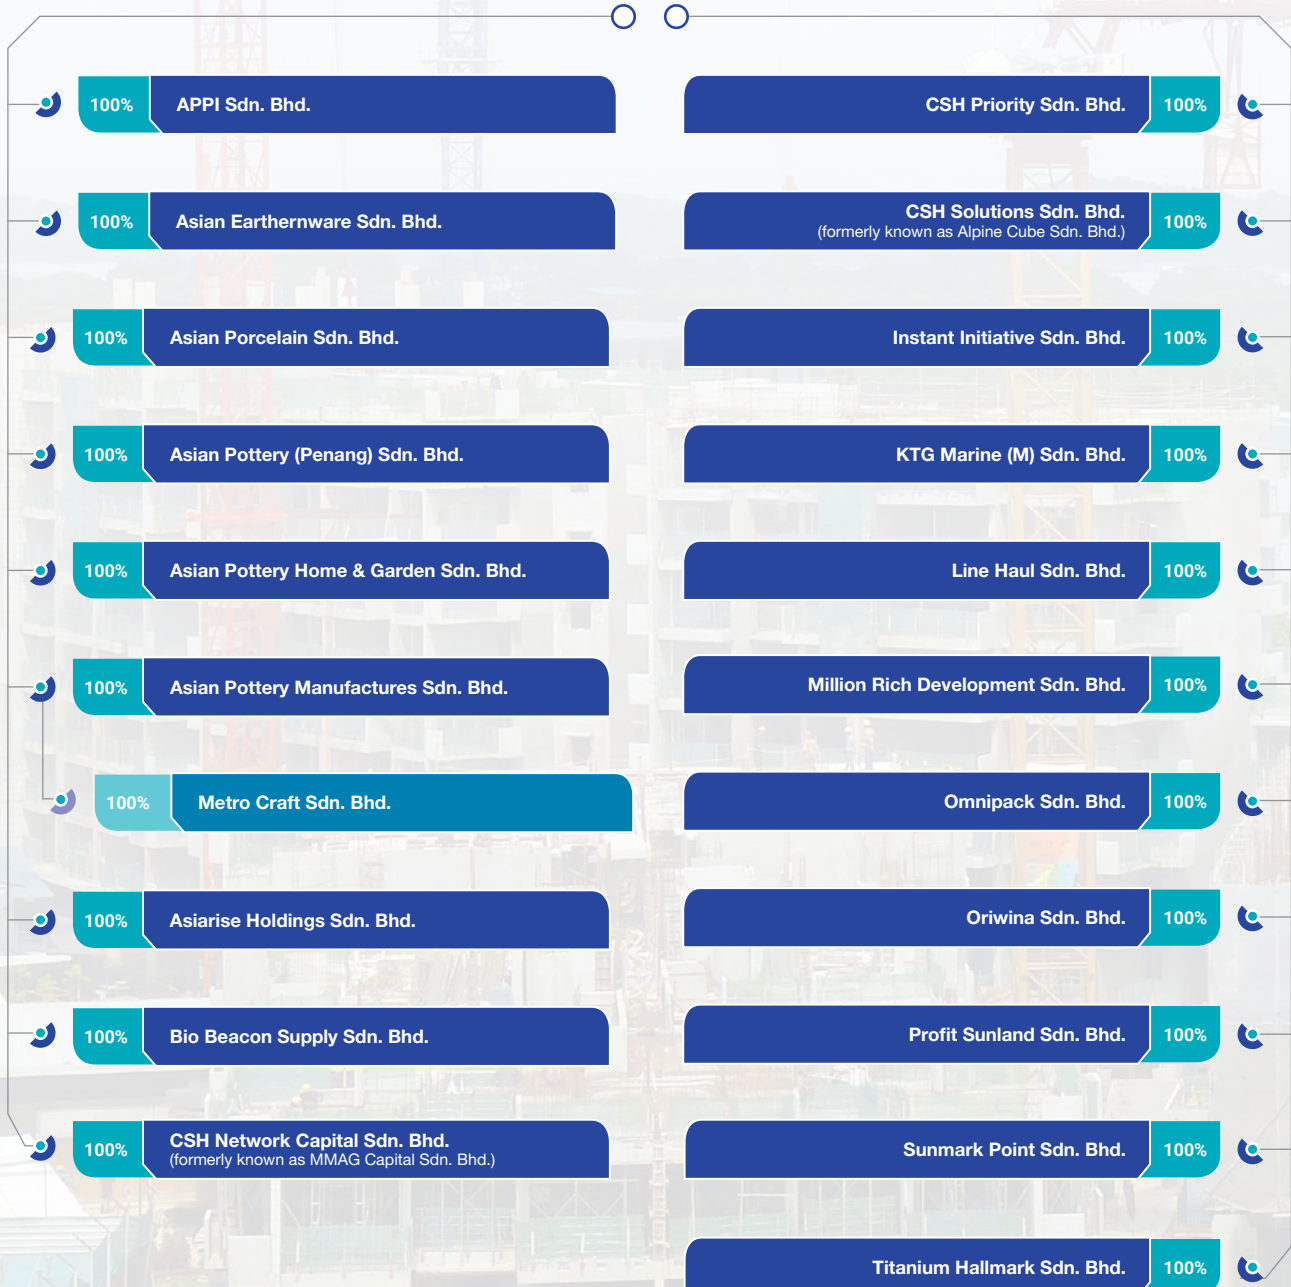 100% APPI Sdn. Bhd.
100% Asian Earthernware Sdn. Bhd.
100% Asian Porcelain Sdn. Bhd.
100% Asian Pottery (Penang) Sdn. Bhd.
100% Asian Pottery Home & Garden Sdn. Bhd.
100% Asian Pottery Manufactures Sdn. Bhd.
100% Metro Craft Sdn. Bhd.
100% Asiarise Holdings Sdn. Bhd.
100% Bio Beacon Supply Sdn. Bhd.
100% CSH Network Capital Sdn. Bhd.
(formerly known as MMAG Capital Sdn. Bhd.)
CSH Priority Sdn. Bhd. 100%
CSH Solutions Sdn. Bhd. 100%
(formerly known as Alpine Cube Sdn. Bhd.)
Instant Initiative Sdn. Bhd. 100%
KTG Marine (M) Sdn. Bhd. 100%
Line Haul Sdn. Bhd. 100%
Million Rich Development Sdn. Bhd. 100%
Omnipack Sdn. Bhd. 100%
Oriwina Sdn. Bhd. 100%
Profit Sunland Sdn. Bhd. 100%
Sunmark Point Sdn. Bhd. 100%
Titanium Hallmark Sdn. Bhd. 100%